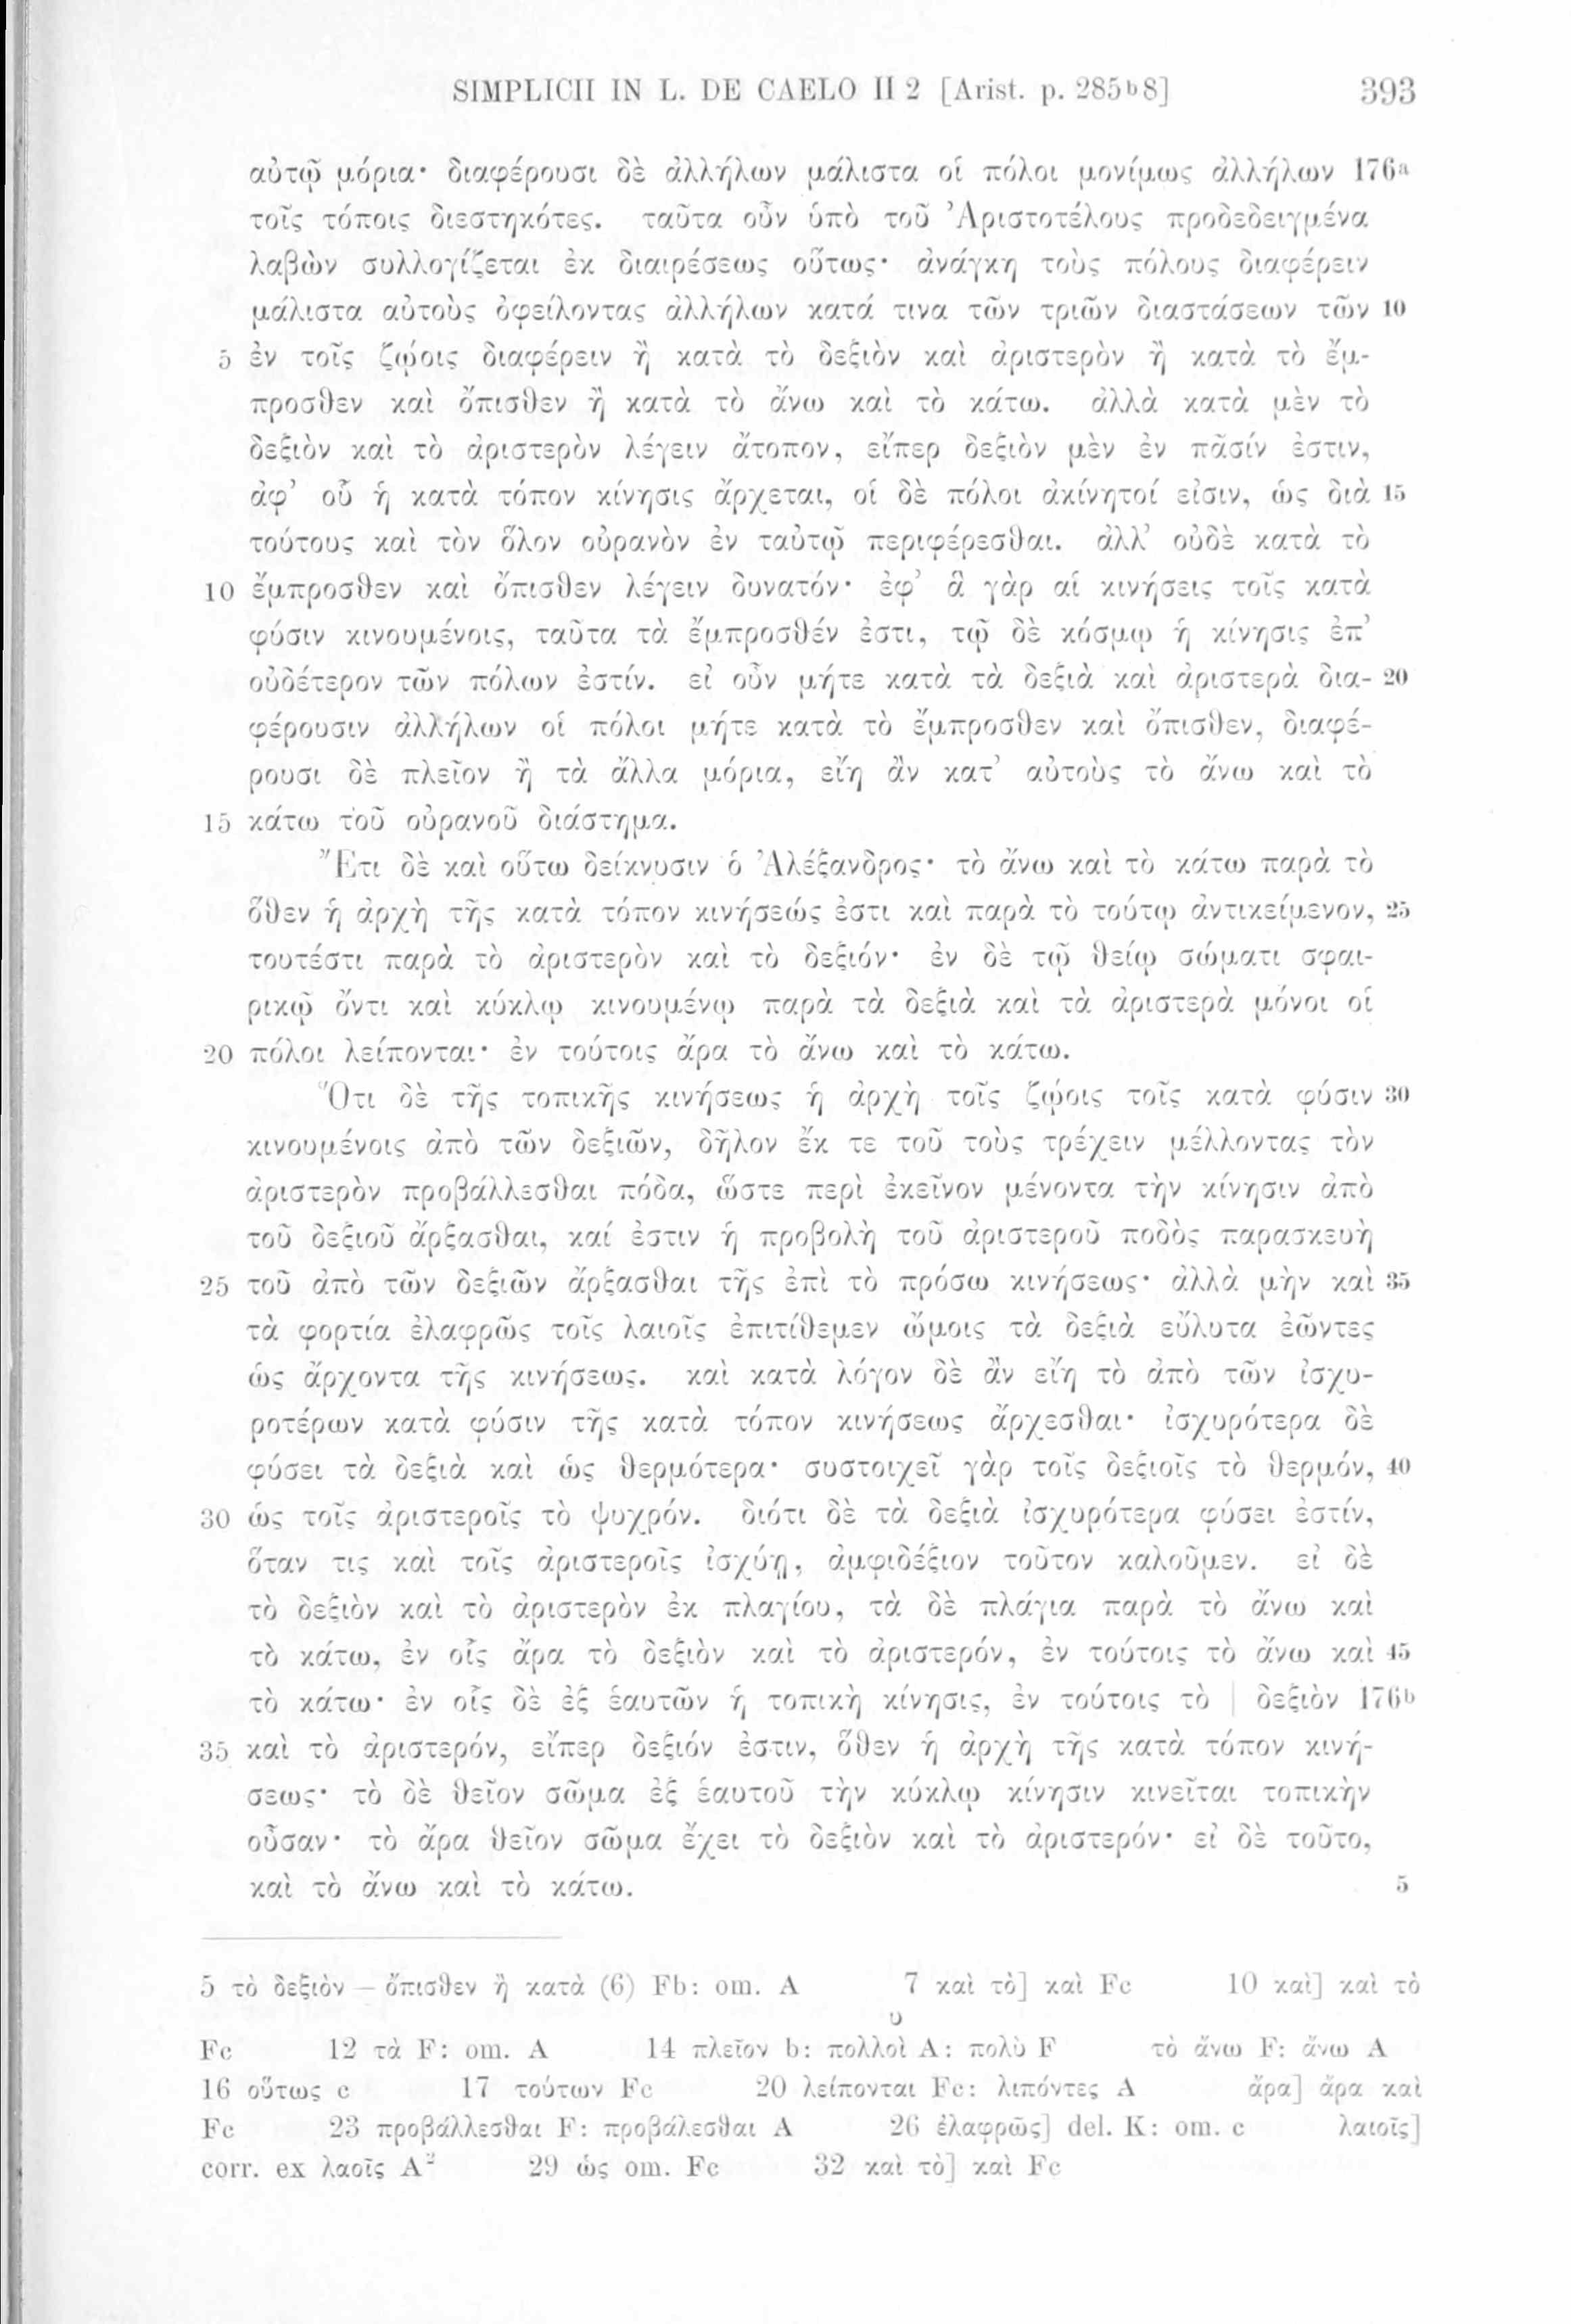 SIMPLICII IN L. DE CAELO II 2 [Arist. p. 285b8] 393
αὐτῷ μόρια· διαφέρουσι δὲ ἀλλήλων μάλιστα οἱ πόλοι μονίμως ἀλλήλων 176a
τοῖς τόποις διεστηκότες. ταῦτα οὖν ὑπὸ τοῦ Ἀριστοτέλους προδεδειγμένα
λαβὼν συλλογίζεται ἐκ διαιρέσεως οὕτως· ἀνάγκη τοὺς πόλους διαφέρειν
μάλιστα αὐτοὺς ὀφείλοντας ἀλλήλων κατά τινα τῶν τριῶν διαστάσεων τῶν 10
5 ἐν τοῖς ζῴοις διαφέρειν ἢ κατὰ τὸ δεξιὸν καὶ ἀριστερὸν ἢ κατὰ τὸ ἔμ-
προσθεν καὶ ὄπισθεν ἢ κατὰ τὸ ἄνω καὶ τὸ κάτω. ἀλλὰ κατὰ μὲν τὸ
δεξιὸν καὶ τὸ ἀριστερὸν λέγειν ἄτοπον, εἴπερ δεξιὸν μὲν ἐν πᾶσίν ἐστιν,
ἀφ’ οὗ ἡ κατὰ τόπον κίνησις ἄρχεται, οἱ δὲ πόλοι ἀκίνητοί εἰσιν, ὡς διὰ 15
τούτους καὶ τὸν ὅλον οὐρανὸν ἐν ταὐτῷ περιφέρεσθαι. ἀλλ’ οὐδὲ κατὰ τὸ
10 ἔμπροσθεν καὶ ὄπισθεν λέγειν δυνατόν· ἐφ’ ἃ γὰρ αἱ κινήσεις τοῖς κατὰ
φύσιν κινουμένοις, ταῦτα τὰ ἔμπροσθέν ἐστι, τῷ δὲ κόσμῳ ἡ κίνησις ἐπ’
οὐδέτερον τῶν πόλων ἐστίν. εἰ οὖν μήτε κατὰ τὰ δεξιὰ καὶ ἀριστερὰ δια- 20
φέρουσιν ἀλλήλων οἱ πόλοι μήτε κατὰ τὸ ἔμπροσθεν καὶ ὄπισθεν, διαφέ-
ρουσι δὲ πλεῖον ἢ τὰ ἄλλα μόρια, εἴη ἂν κατ’ αὐτοὺς τὸ ἄνω καὶ τὸ
15 κάτω τοῦ οὐρανοῦ διάστημα.
Ἔτι δὲ καὶ οὕτω δείκνυσιν ὁ Ἀλέξανδρος· τὸ ἄνω καὶ τὸ κάτω παρὰ τὸ
ὅθεν ἡ ἀρχὴ τῆς κατὰ τόπον κινήσεώς ἐστι καὶ παρὰ τὸ τούτῳ ἀντικείμενον, 25
τουτέστι παρὰ τὸ ἀριστερὸν καὶ τὸ δεξιόν· ἐν δὲ τῷ θείῳ σώματι σφαι-
ρικῷ ὄντι καὶ κύκλῳ κινουμένῳ παρὰ τὰ δεξιὰ καὶ τὰ ἀριστερὰ μόνοι οἱ
20 πόλοι λείπονται· ἐν τούτοις ἄρα τὸ ἄνω καὶ τὸ κάτω.
Ὅτι δὲ τῆς τοπικῆς κινήσεως ἡ ἀρχὴ τοῖς ζῴοις τοῖς κατὰ φύσιν 30
κινουμένοις ἀπὸ τῶν δεξιῶν, δῆλον ἔκ τε τοῦ τοὺς τρέχειν μέλλοντας τὸν
ἀριστερὸν προβάλλεσθαι πόδα, ὥστε περὶ ἐκεῖνον μένοντα τὴν κίνησιν ἀπὸ
τοῦ δεξιοῦ ἄρξασθαι, καί ἐστιν ἡ προβολὴ τοῦ ἀριστεροῦ ποδὸς παρασκευὴ
25 τοῦ ἀπὸ τῶν δεξιῶν ἄρξασθαι τῆς ἐπὶ τὸ πρόσω κινήσεως· ἀλλὰ μὴν καὶ 35
τὰ φορτία ἐλαφρῶς τοῖς λαιοῖς ἐπιτίθεμεν ὤμοις τὰ δεξιὰ εὔλυτα ἐῶντες
ὡς ἄρχοντα τῆς κινήσεως. καὶ κατὰ λόγον δὲ ἂν εἴη τὸ ἀπὸ τῶν ἰσχυ-
ροτέρων κατὰ φύσιν τῆς κατὰ τόπον κινήσεως ἄρχεσθαι· ἰσχυρότερα δὲ
φύσει τὰ δεξιὰ καὶ ὡς θερμότερα· συστοιχεῖ γὰρ τοῖς δεξιοῖς τὸ θερμόν, 40
30 ὡς τοῖς ἀριστεροῖς τὸ ψυχρόν. διότι δὲ τὰ δεξιὰ ἰσχυρότερα φύσει ἐστίν,
ὅταν τις καὶ τοῖς ἀριστεροῖς ἰσχύῃ, ἀμφιδέξιον τοῦτον καλοῦμεν. εἰ δὲ
τὸ δεξιὸν καὶ τὸ ἀριστερὸν ἐκ πλαγίου, τὰ δὲ πλάγια παρὰ τὸ ἄνω καὶ
τὸ κάτω, ἐν οἷς ἄρα τὸ δεξιὸν καὶ τὸ ἀριστερόν, ἐν τούτοις τὸ ἄνω καὶ 45
τὸ κάτω· ἐν οἷς δὲ ἐξ ἑαυτῶν ἡ τοπικὴ κίνησις, ἐν τούτοις τὸ | δεξιὸν 176b
35 καὶ τὸ ἀριστερόν, εἴπερ δεξιόν ἐστιν, ὅθεν ἡ ἀρχὴ τῆς κατὰ τόπον κινή-
σεως· τὸ δὲ θεῖον σῶμα ἐξ ἑαυτοῦ τὴν κύκλῳ κίνησιν κινεῖται τοπικὴν
οὖσαν· τὸ ἄρα θεῖον σῶμα ἔχει τὸ δεξιὸν καὶ τὸ ἀριστερόν· εἰ δὲ τοῦτο,
καὶ τὸ ἄνω καὶ τὸ κάτω. 5
5 τὸ δεξιὸν — ὄπισθεν ἢ κατὰ (6) Fb: om. A 7 καὶ τὸ] καὶ Fc 10 καὶ] καὶ τὸ
Fc 12 τὰ F: om. A 14 πλεῖον b: πολλοὶ A: πολὺ F τὸ ἄνω F: ἄνω A
16 οὕτως c 17 τούτων Fc 20 λείπονται Fc: λιπόντες A ἄρα] ἄρα καὶ
Fc 23 προβάλλεσθαι F: προβάλεσθαι A 26 ἐλαφρῶς] del. K: om. c λαιοῖς]
corr. ex λαοῖς A² 29 ὡς om. Fc 32 καὶ τὸ] καὶ Fc